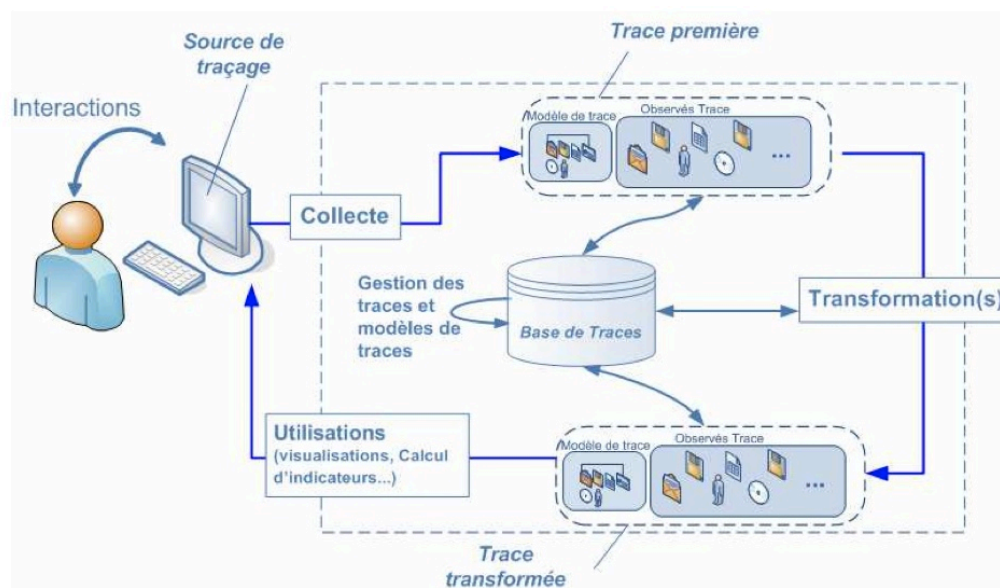 Trace première
Source de
traçage
Interactions
Modèle de trace
Observés Trace
...
Collecte
Gestion des
traces et
modèles de
traces
Base de Traces
Transformation(s)
Utilisations
(visualisations, Calcul
d'indicateurs...)
Modèle de trace
Observés Trace
...
Trace
transformée